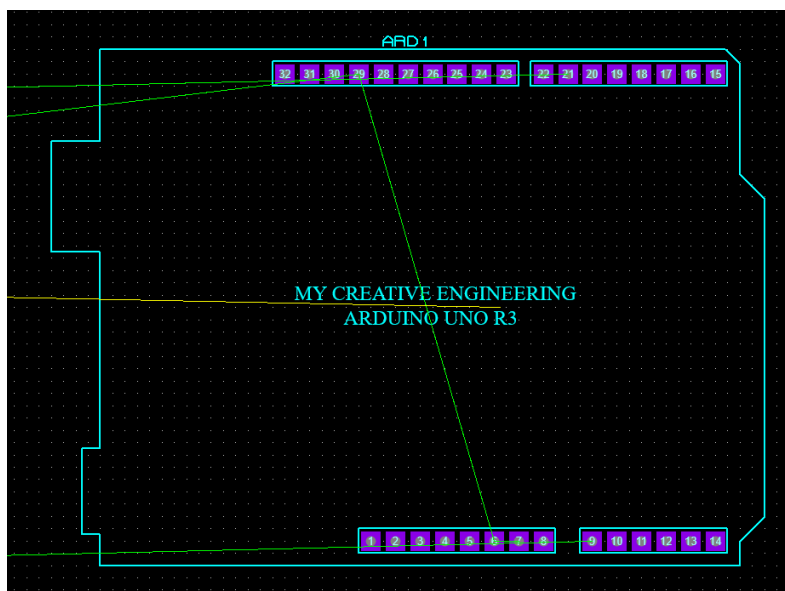 ARD1
32 31 30 29 28 27 26 25 24 23 22 21 20 19 18 17 16 15
MY CREATIVE ENGINEERING
ARDUINO UNO R3
1 2 3 4 5 6 7 8 9 10 11 12 13 14